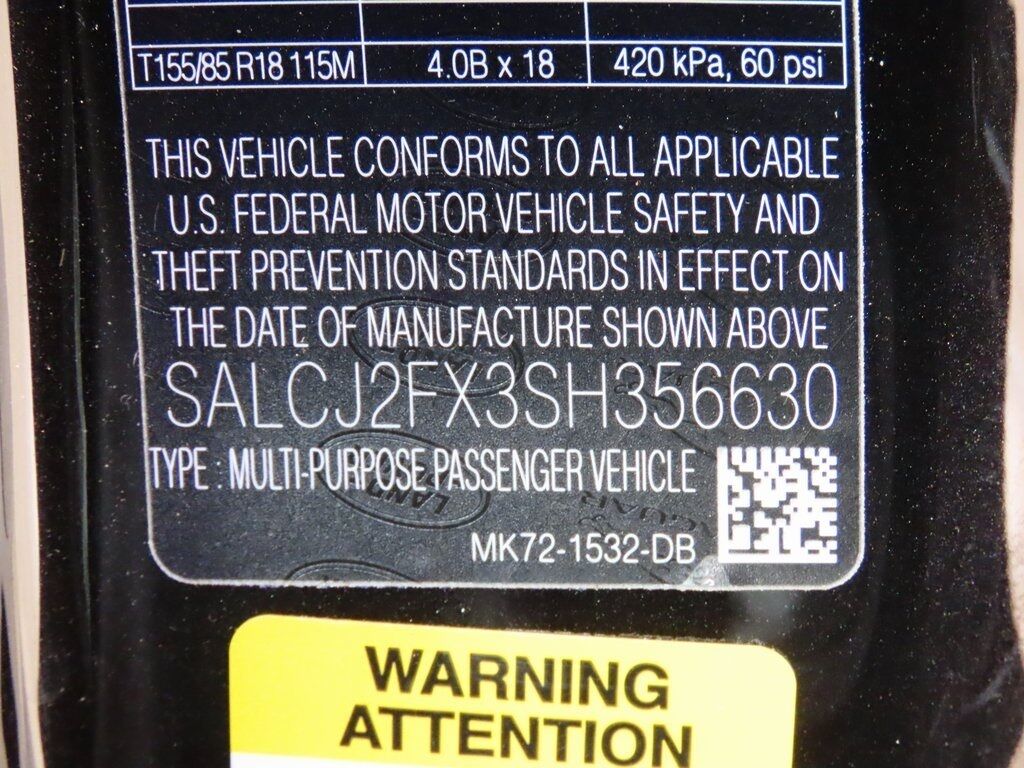 T155/85 R18 115M 4.0B x 18 420 kPa, 60 psi
THIS VEHICLE CONFORMS TO ALL APPLICABLE
U.S. FEDERAL MOTOR VEHICLE SAFETY AND
THEFT PREVENTION STANDARDS IN EFFECT ON
THE DATE OF MANUFACTURE SHOWN ABOVE
SALCJ2FX3SH356630
TYPE : MULTI-PURPOSE PASSENGER VEHICLE
LAND
GUAR
MK72-1532-DB
WARNING
ATTENTION